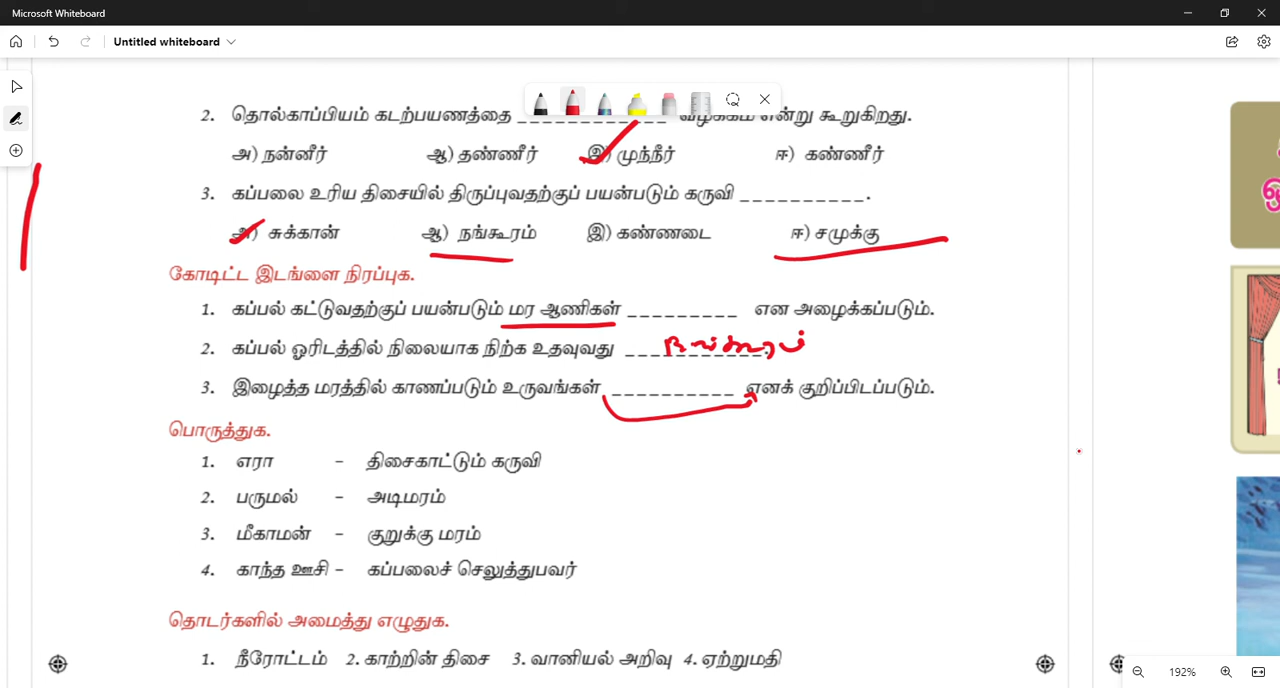 Microsoft Whiteboard
Untitled whiteboard
2. தொல்காப்பியம் கடற்பயணத்தை _____________ வழக்கம் என்று கூறுகிறது.
அ) நன்னீர் ஆ) தண்ணீர் இ) முந்நீர் ஈ) கண்ணீர்
3. கப்பலை உரிய திசையில் திருப்புவதற்குப் பயன்படும் கருவி __________.
அ) சுக்கான் ஆ) நங்கூரம் இ) கண்ணடை ஈ) சமுக்கு
கோடிட்ட இடங்களை நிரப்புக.
1. கப்பல் கட்டுவதற்குப் பயன்படும் மர ஆணிகள் _________ என அழைக்கப்படும்.
2. கப்பல் ஓரிடத்தில் நிலையாக நிற்க உதவுவது நங்கூரம்.
3. இழைத்த மரத்தில் காணப்படும் உருவங்கள் __________ எனக் குறிப்பிடப்படும்.
பொருத்துக.
1. எரா – திசைகாட்டும் கருவி
2. பருமல் – அடிமரம்
3. மீகாமன் – குறுக்கு மரம்
4. காந்த ஊசி – கப்பலைச் செலுத்துபவர்
தொடர்களில் அமைத்து எழுதுக.
1. நீரோட்டம் 2. காற்றின் திசை 3. வானியல் அறிவு 4. ஏற்றுமதி
192%